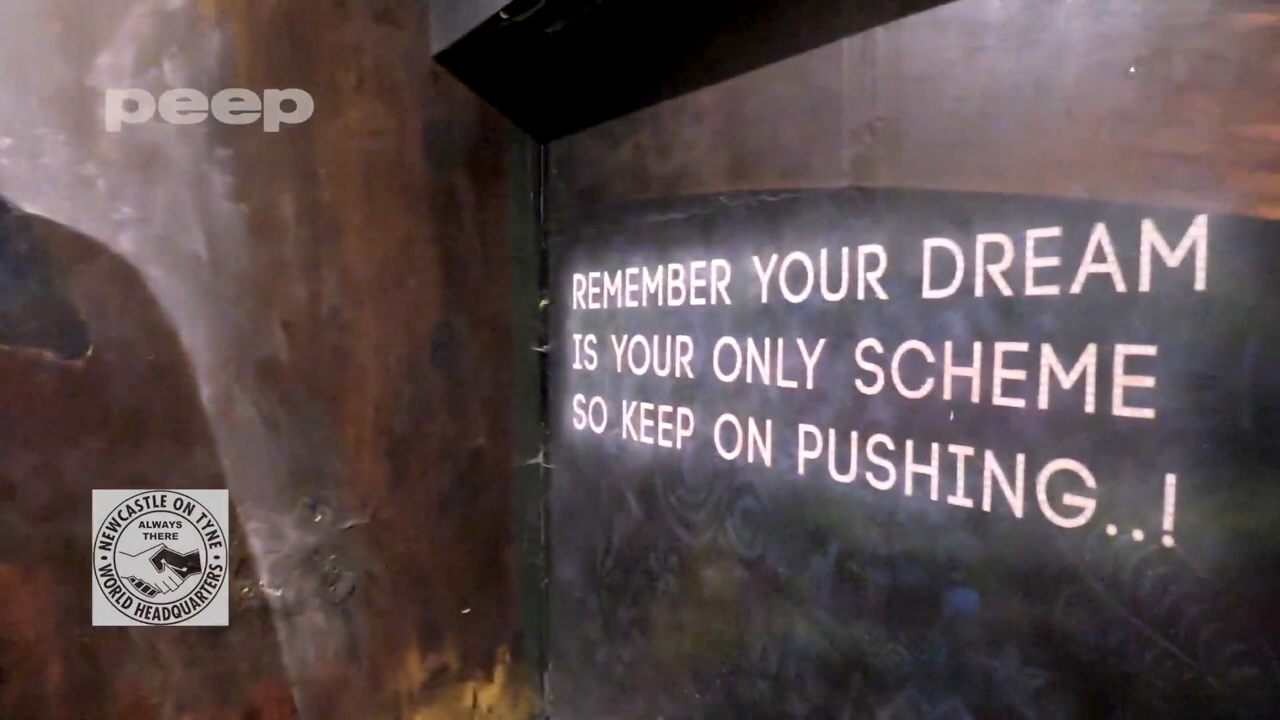 peep
REMEMBER YOUR DREAM
IS YOUR ONLY SCHEME
SO KEEP ON PUSHING..!
NEWCASTLE ON TYNE
ALWAYS
THERE
WORLD HEADQUARTERS